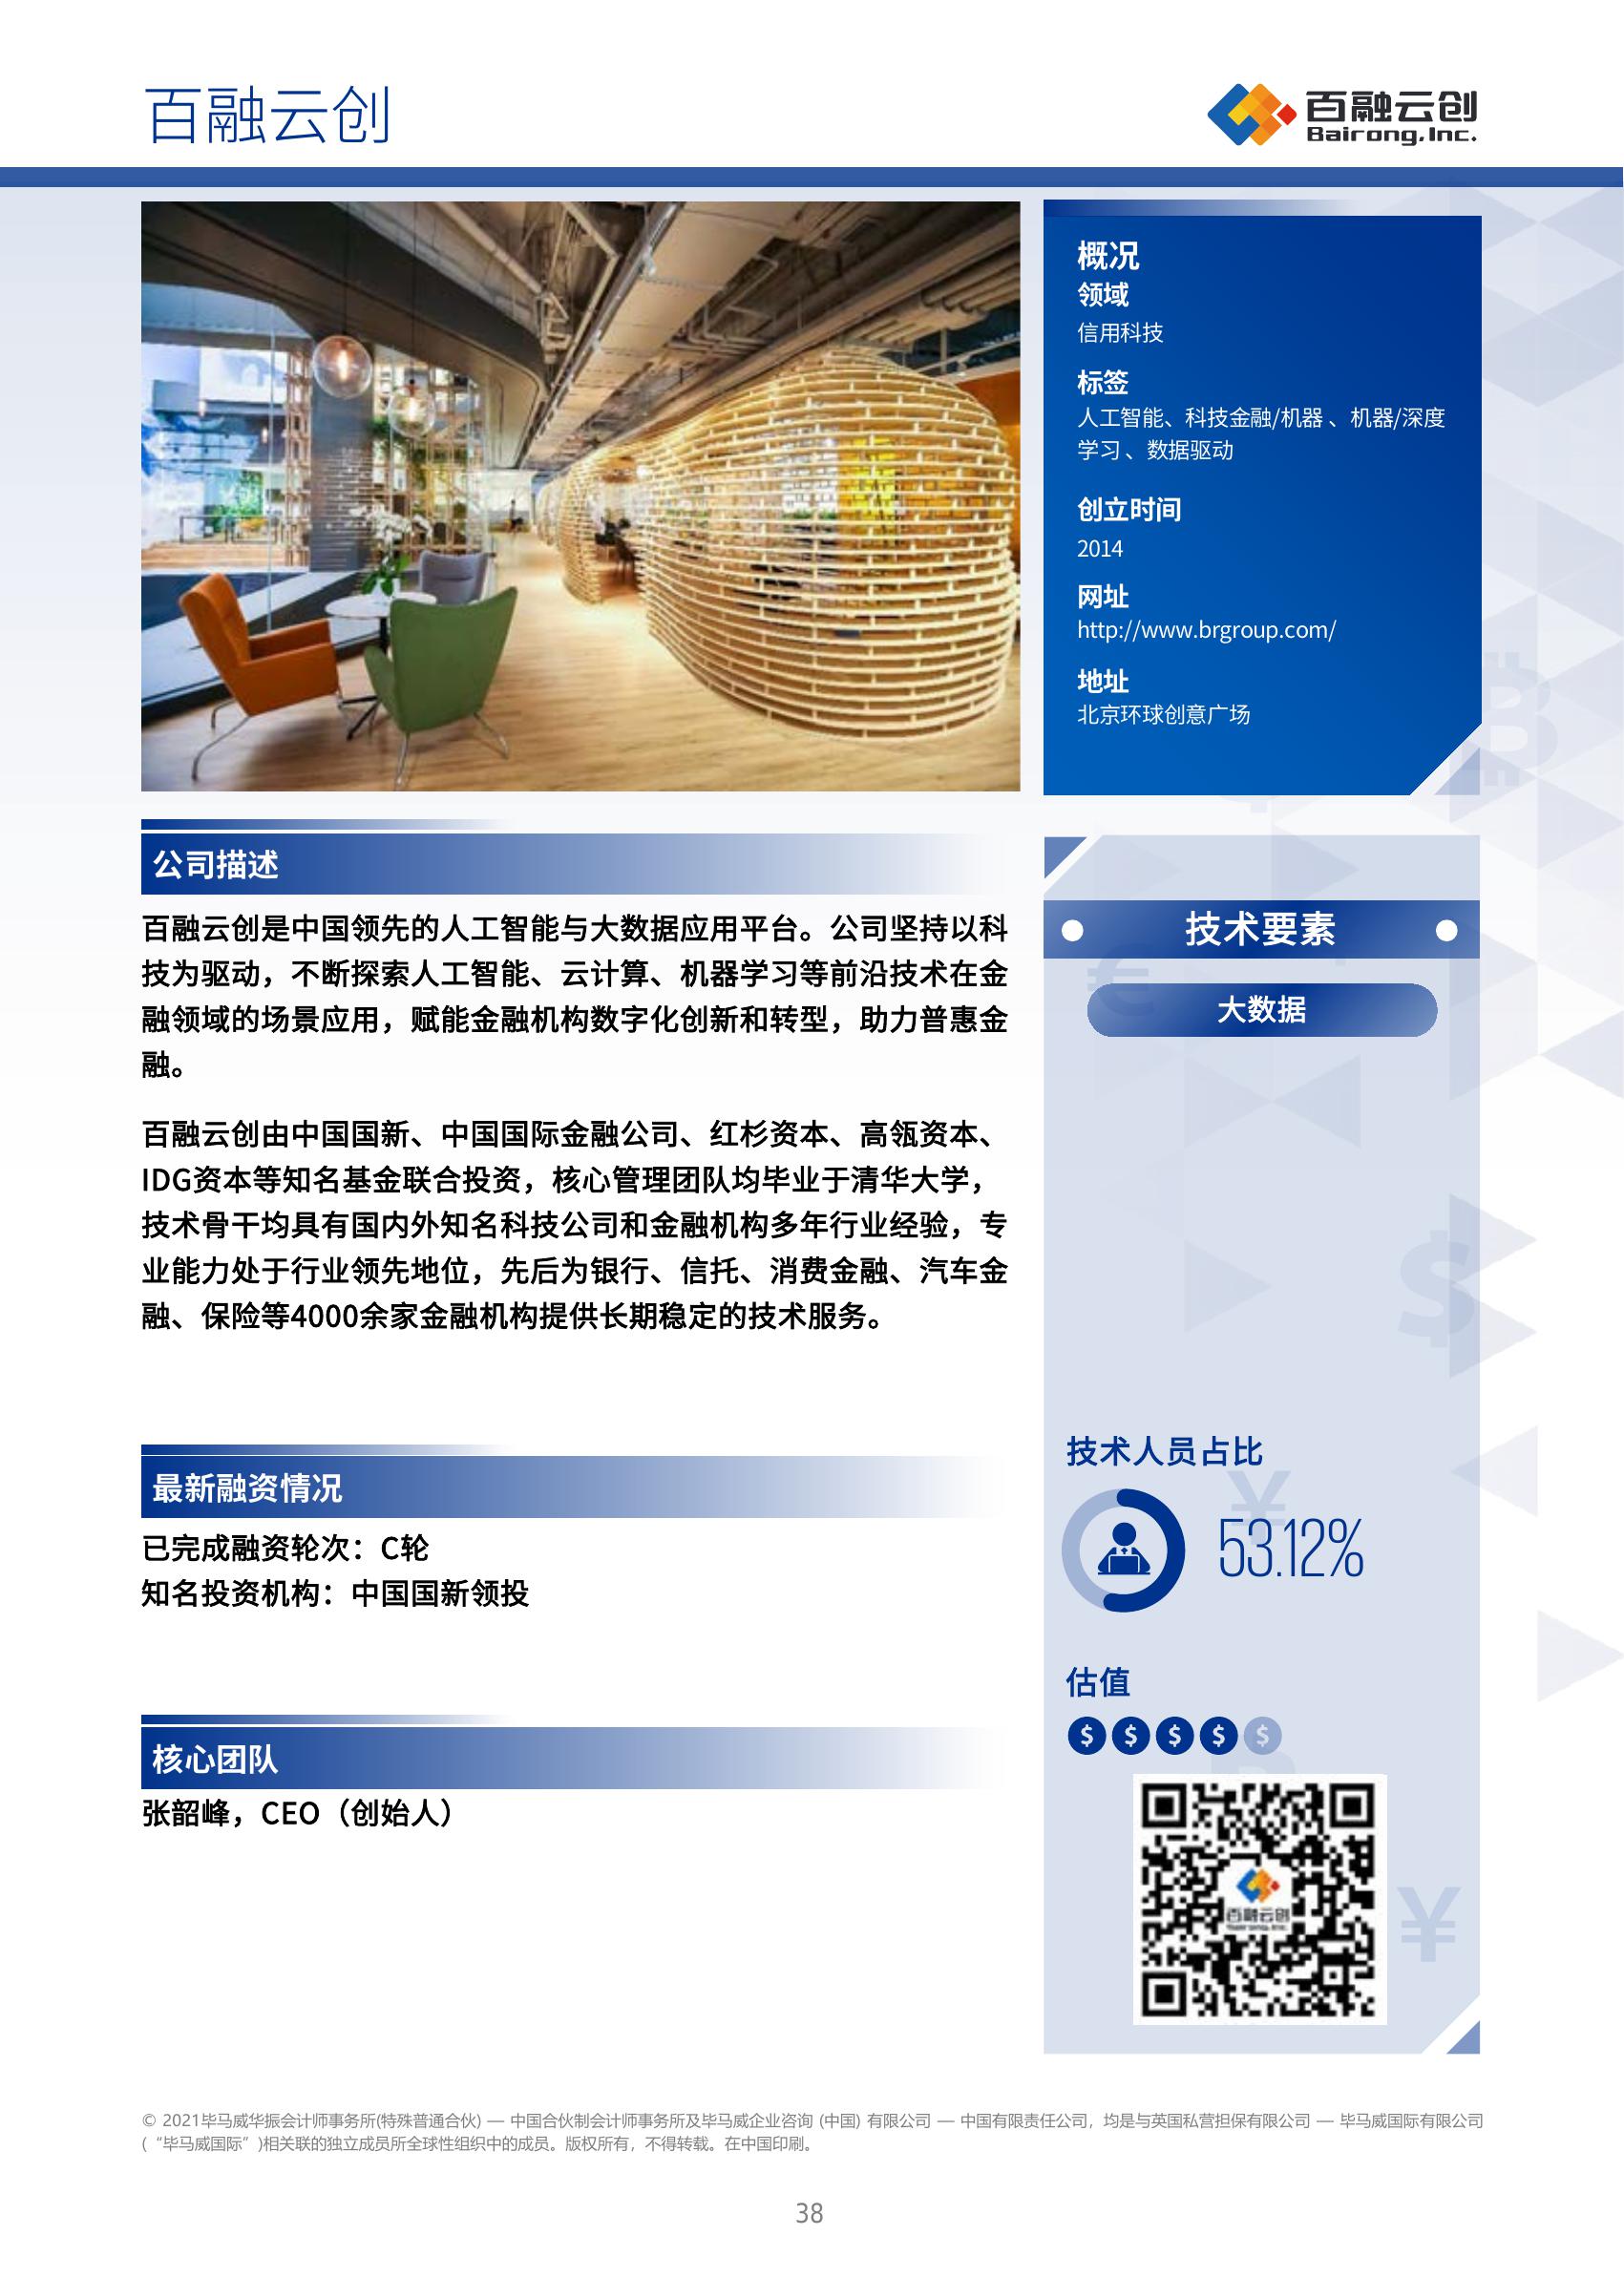 百融云创
百融云创
Bairong.Inc.
概况
领域
信用科技
标签
人工智能、科技金融/机器 、机器/深度
学习 、数据驱动
创立时间
2014
网址
http://www.brgroup.com/
地址
北京环球创意广场
公司描述
百融云创是中国领先的人工智能与大数据应用平台。公司坚持以科
技为驱动，不断探索人工智能、云计算、机器学习等前沿技术在金
融领域的场景应用，赋能金融机构数字化创新和转型，助力普惠金
融。
百融云创由中国国新、中国国际金融公司、红杉资本、高瓴资本、
IDG资本等知名基金联合投资，核心管理团队均毕业于清华大学，
技术骨干均具有国内外知名科技公司和金融机构多年行业经验，专
业能力处于行业领先地位，先后为银行、信托、消费金融、汽车金
融、保险等4000余家金融机构提供长期稳定的技术服务。
最新融资情况
已完成融资轮次：C轮
知名投资机构：中国国新领投
核心团队
张韶峰，CEO（创始人）
技术要素
大数据
技术人员占比
53.12%
估值
$ $ $ $ $
百融云创
© 2021毕马威华振会计师事务所(特殊普通合伙) — 中国合伙制会计师事务所及毕马威企业咨询 (中国) 有限公司 — 中国有限责任公司，均是与英国私营担保有限公司 — 毕马威国际有限公司
(“毕马威国际”)相关联的独立成员所全球性组织中的成员。版权所有，不得转载。在中国印刷。
38